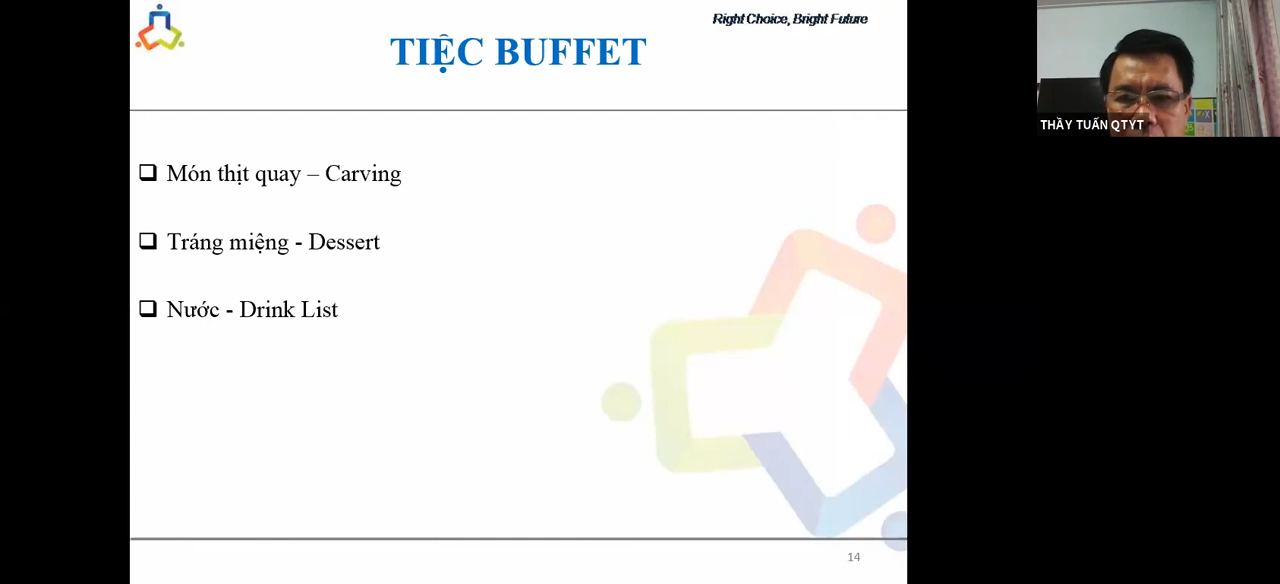 Right Choice, Bright Future
TIỆC BUFFET
THẦY TUẤN QTYT
❑ Món thịt quay – Carving
❑ Tráng miệng - Dessert
❑ Nước - Drink List
14